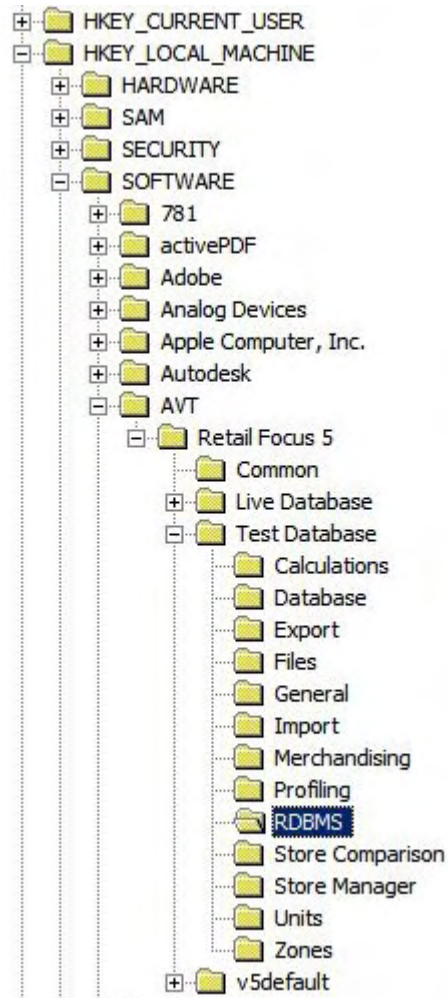 HKEY_CURRENT_USER
HKEY_LOCAL_MACHINE
HARDWARE
SAM
SECURITY
SOFTWARE
781
activePDF
Adobe
Analog Devices
Apple Computer, Inc.
Autodesk
AVT
Retail Focus 5
Common
Live Database
Test Database
Calculations
Database
Export
Files
General
Import
Merchandising
Profiling
RDBMS
Store Comparison
Store Manager
Units
Zones
v5default